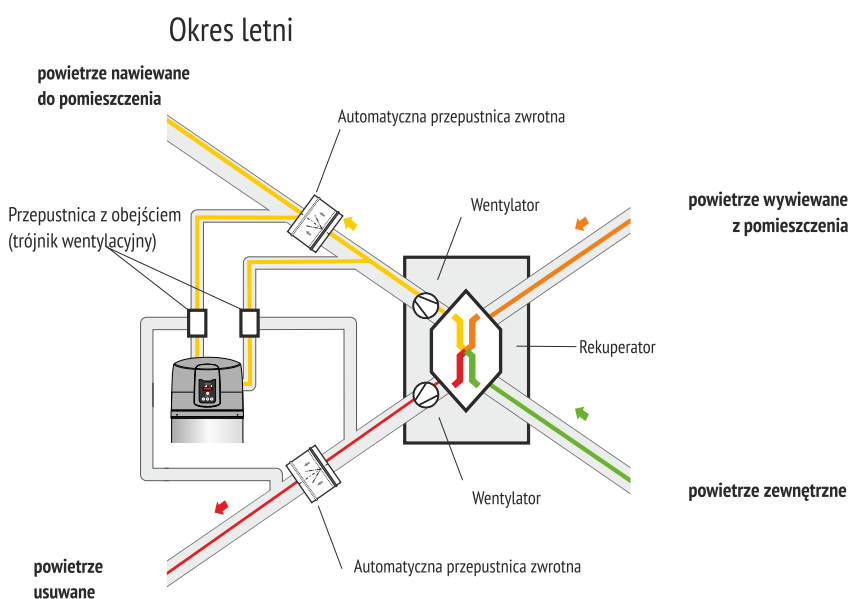 Okres letni
powietrze nawiewane
do pomieszczenia
Automatyczna przepustnica zwrotna
Wentylator
powietrze wywiewane
z pomieszczenia
Przepustnica z obejściem
(trójnik wentylacyjny)
Rekuperator
powietrze zewnętrzne
Wentylator
Automatyczna przepustnica zwrotna
powietrze
usuwane